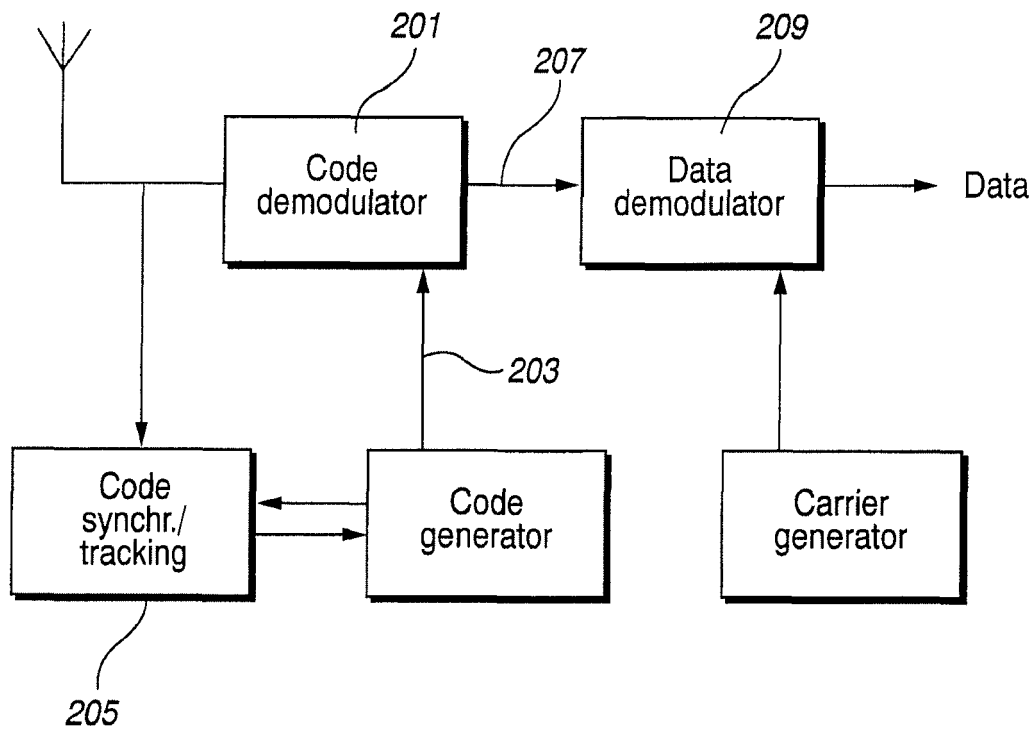 201
207
209
Code
demodulator
Data
demodulator
Data
203
Code
synchr./
tracking
Code
generator
Carrier
generator
205